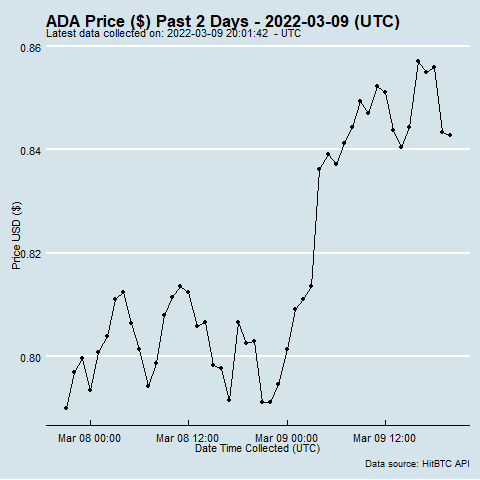 ADA Price ($) Past 2 Days - 2022-03-09 (UTC)
Latest data collected on: 2022-03-09 20:01:42 - UTC
0.86
0.84
0.82
0.80
Price USD ($)
Mar 08 00:00 Mar 08 12:00 Mar 09 00:00 Mar 09 12:00
Date Time Collected (UTC)
Data source: HitBTC API